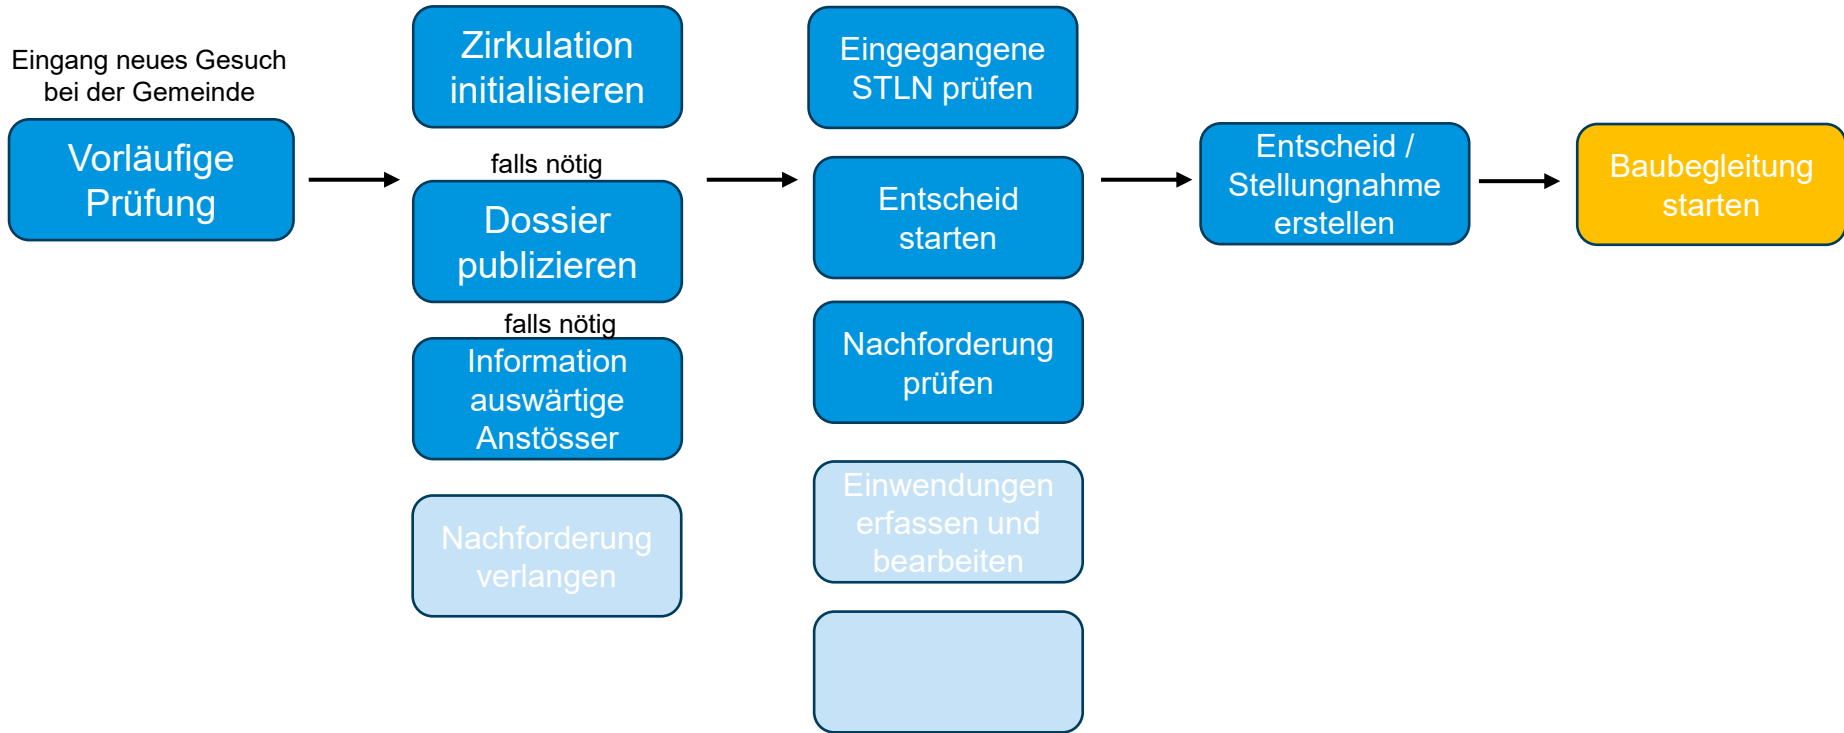 Eingang neues Gesuch
bei der Gemeinde
Vorläufige
Prüfung
Zirkulation
initialisieren
falls nötig
Dossier
publizieren
falls nötig
Information
auswärtige
Anstösser
Nachforderung
verlangen
Eingegangene
STLN prüfen
Entscheid
starten
Nachforderung
prüfen
Einwendungen
erfassen und
bearbeiten
Entscheid /
Stellungnahme
erstellen
Baubegleitung
starten